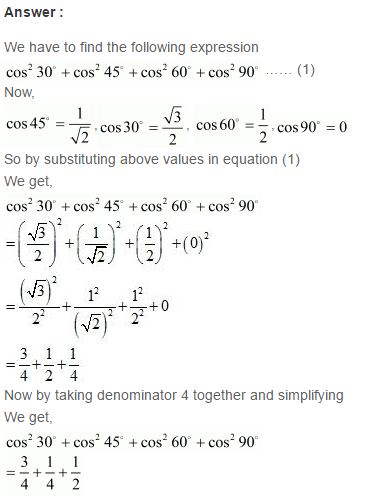 Answer :
We have to find the following expression
cos² 30° + cos² 45° + cos² 60° + cos² 90° ...... (1)
Now,
cos 45° = 1/√2, cos 30° = √3/2, cos 60° = 1/2, cos 90° = 0
So by substituting above values in equation (1)
We get,
cos² 30° + cos² 45° + cos² 60° + cos² 90°
= (√3/2)² + (1/√2)² + (1/2)² + (0)²
= (√3)²/2² + 1²/(√2)² + 1²/2² + 0
= 3/4 + 1/2 + 1/4
Now by taking denominator 4 together and simplifying
We get,
cos² 30° + cos² 45° + cos² 60° + cos² 90°
= 3/4 + 1/4 + 1/2